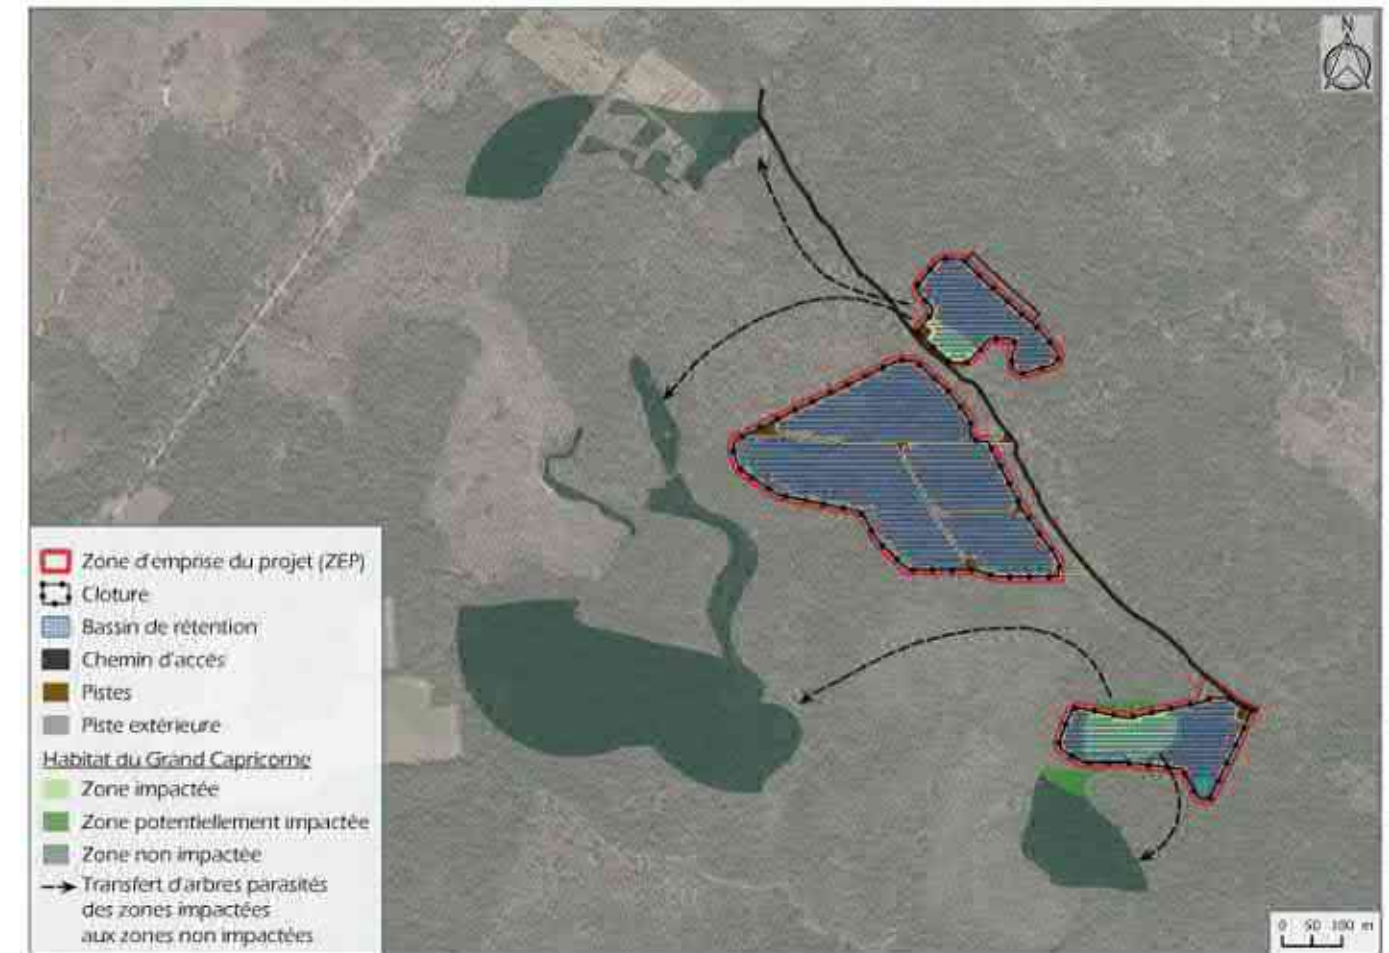 N
Zone d'emprise du projet (ZEP)
Cloture
Bassin de rétention
Chemin d'accés
Pistes
Piste extérieure
Habitat du Grand Capricorne
Zone impactée
Zone potentiellement impactée
Zone non impactée
Transfert d'arbres parasités
des zones impactées
aux zones non impactées
0 50 100 m